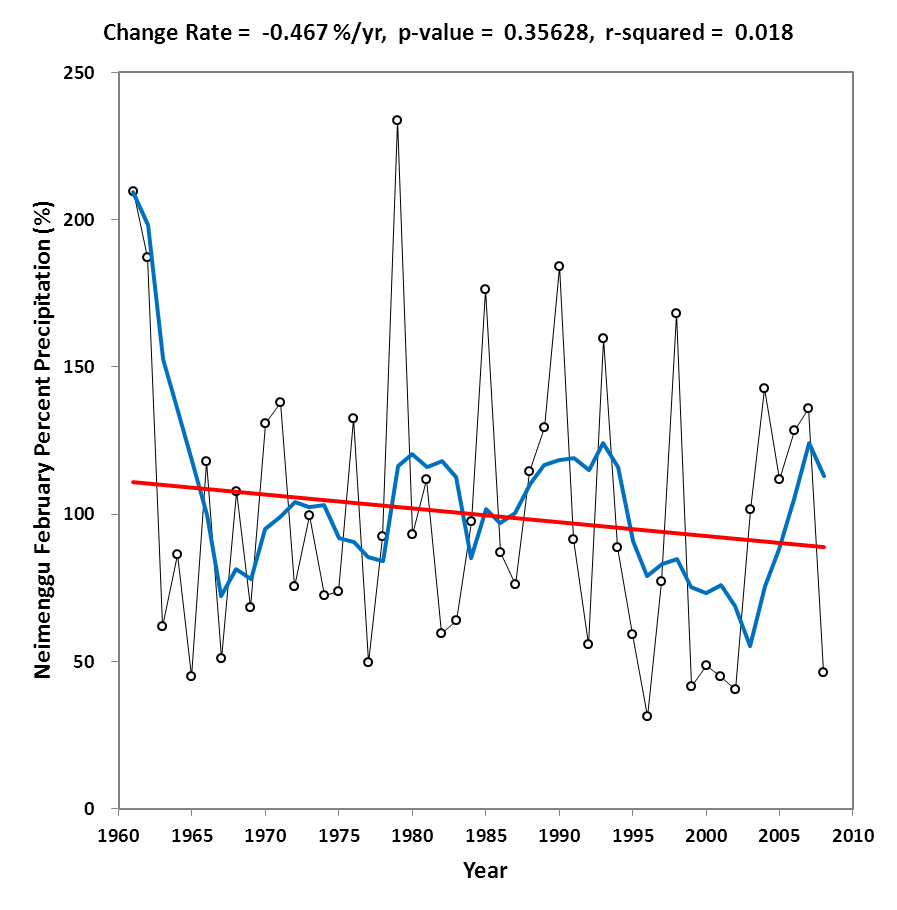 Change Rate = -0.467 %/yr, p-value = 0.35628, r-squared = 0.018
250
200
150
100
50
0
Neimenggu February Percent Precipitation (%)
1960 1965 1970 1975 1980 1985 1990 1995 2000 2005 2010
Year